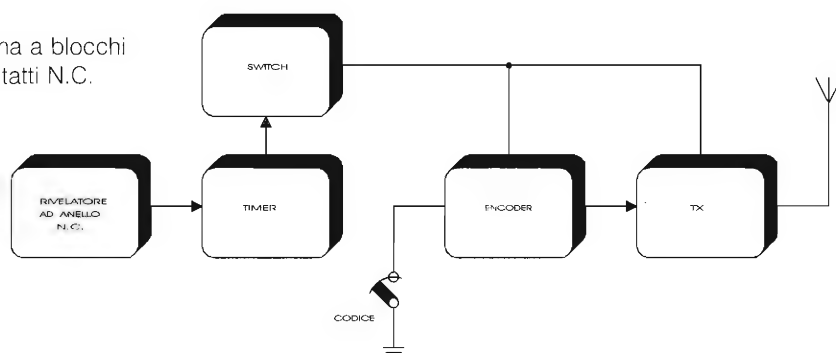 na a blocchi
tatti N.C.
SWITCH
RIVELATORE
AD ANELLO
N.C.
TIMER
ENCODER
TX
CODICE